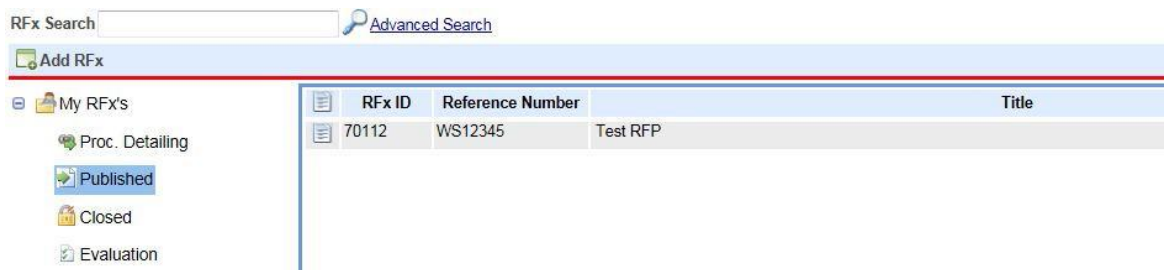 RFx Search Advanced Search
Add RFx
My RFx's
Proc. Detailing
Published
Closed
Evaluation
RFx ID Reference Number Title
70112 WS12345 Test RFP